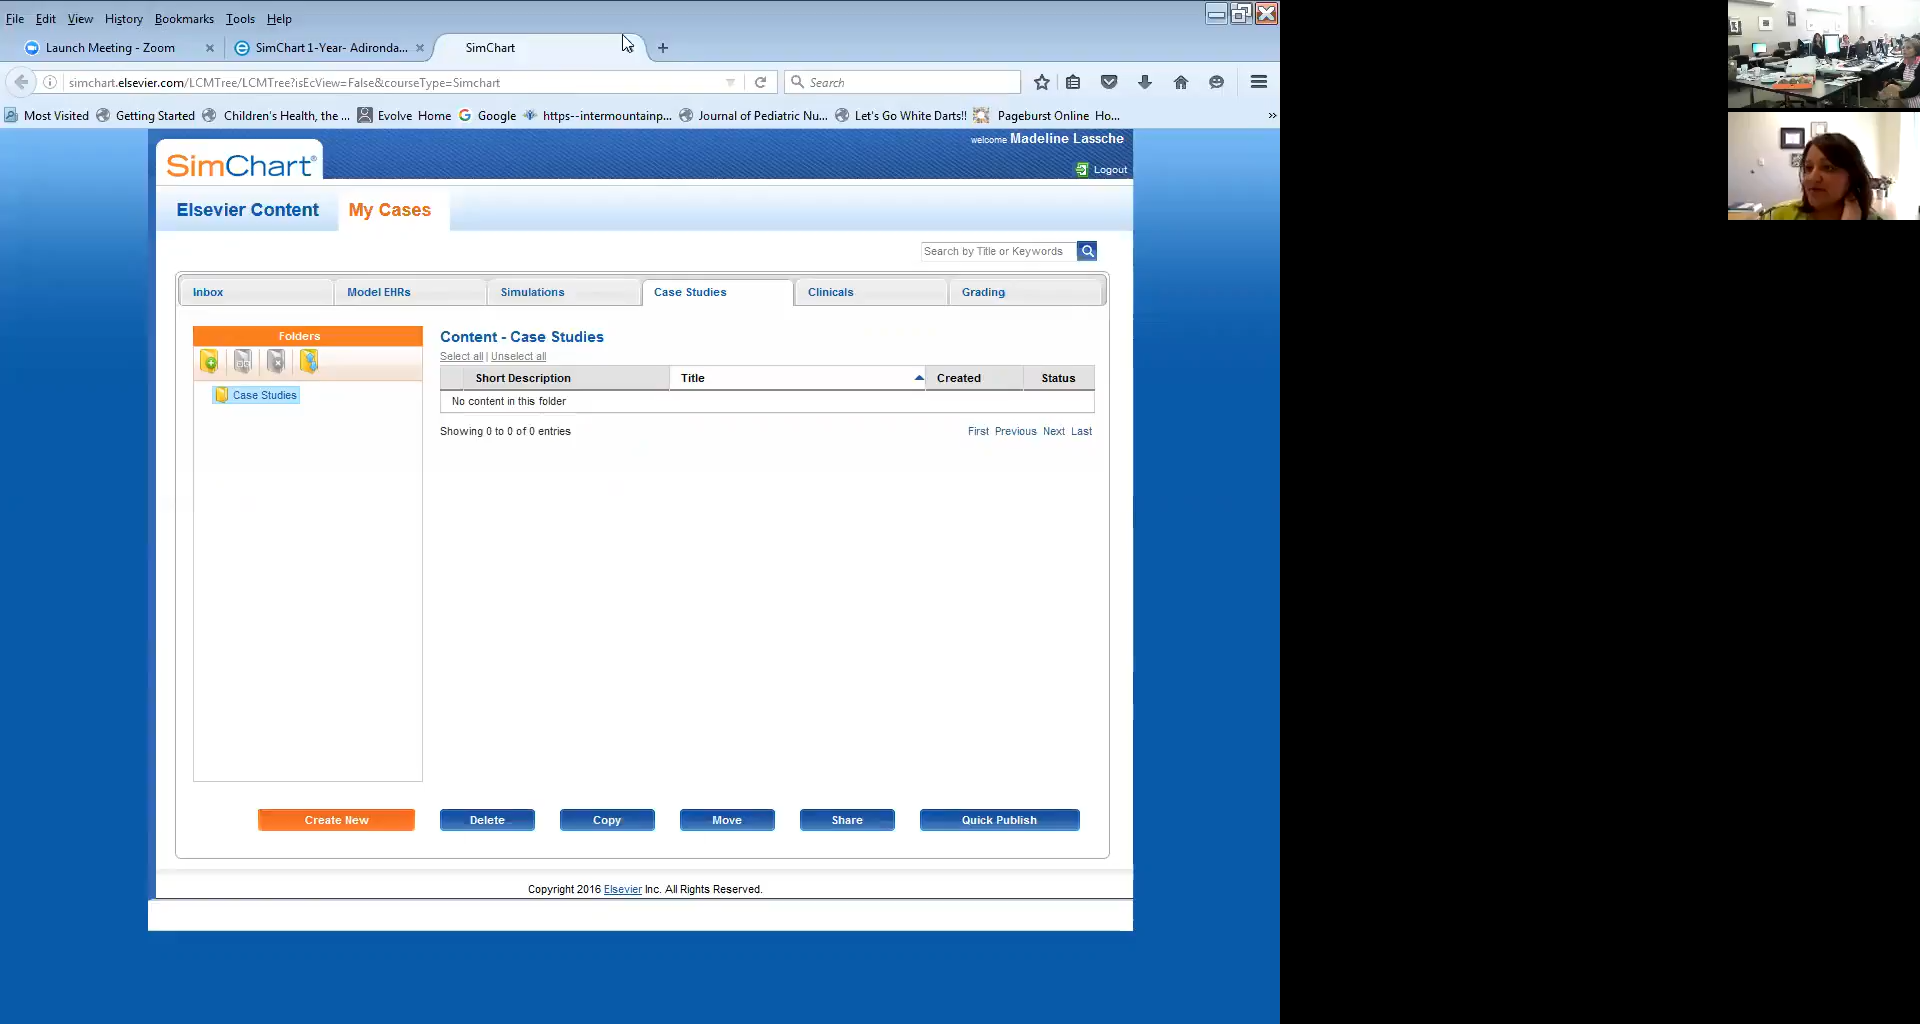 File Edit View History Bookmarks Tools Help
Launch Meeting - Zoom × SimChart 1-Year- Adironda... × SimChart +
simchart.elsevier.com/LCMTree/LCMTree?isEcView=False&courseType=Simchart Search
Most Visited Getting Started Children's Health, the ... Evolve Home Google https--intermountainp... Journal of Pediatric Nu... Let's Go White Darts!! Pageburst Online Ho... »
welcome Madeline Lassche
SimChart®
Logout
Elsevier Content My Cases
Search by Title or Keywords
Inbox Model EHRs Simulations Case Studies Clinicals Grading
Folders
Case Studies
Content - Case Studies
Select all | Unselect all
Short Description Title Created Status
No content in this folder
Showing 0 to 0 of 0 entries First Previous Next Last
Create New Delete Copy Move Share Quick Publish
Copyright 2016 Elsevier Inc. All Rights Reserved.